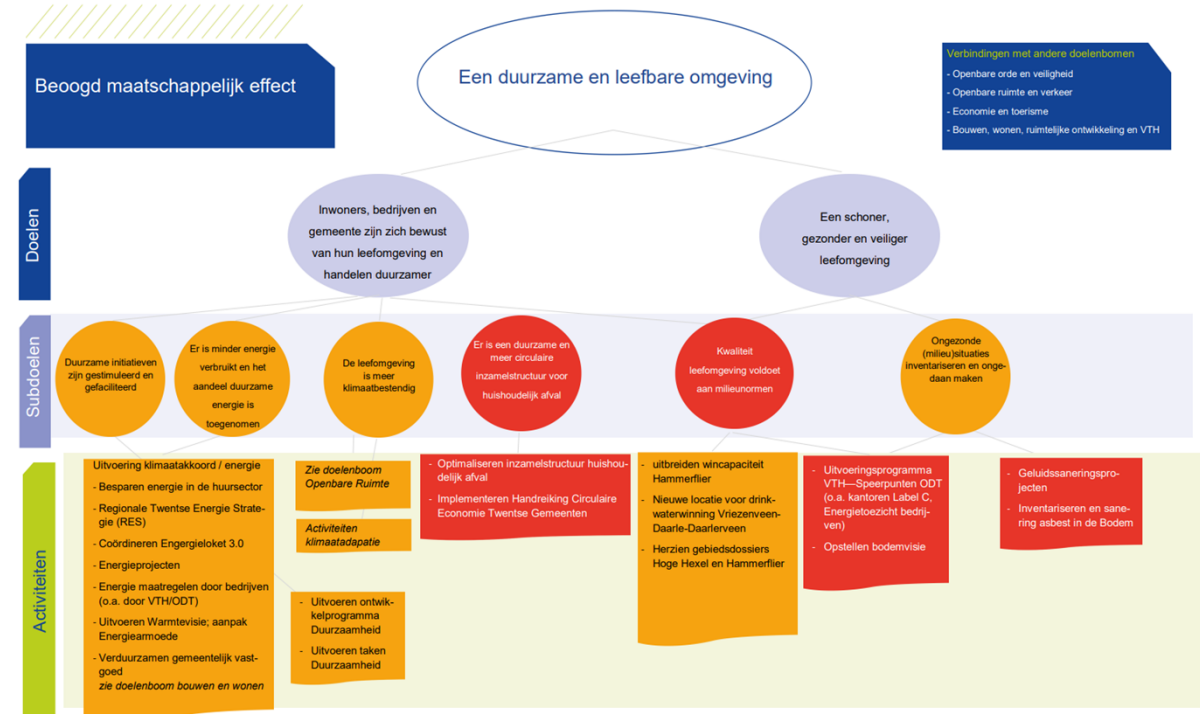 Beoogd maatschappelijk effect
Een duurzame en leefbare omgeving
Verbindingen met andere doelenbomen
- Openbare orde en veiligheid
- Openbare ruimte en verkeer
- Economie en toerisme
- Bouwen, wonen, ruimtelijke ontwikkeling en VTH
Doelen
Inwoners, bedrijven en
gemeente zijn zich bewust
van hun leefomgeving en
handelen duurzamer
Een schoner,
gezonder en veiliger
leefomgeving
Subdoelen
Duurzame initiatieven
zijn gestimuleerd en
gefaciliteerd
Er is minder energie
verbruikt en het
aandeel duurzame
energie is
toegenomen
De leefomgeving
is meer
klimaatbestendig
Er is een duurzame en
meer circulaire
inzamelstructuur voor
huishoudelijk afval
Kwaliteit
leefomgeving voldoet
aan milieunormen
Ongezonde
(milieu)situaties
inventariseren en onge-
daan maken
Activiteiten
Uitvoering klimaatakkoord / energie
- Besparen energie in de huursector
- Regionale Twentse Energie Strate-
gie (RES)
- Coördineren Engergieloket 3.0
- Energieprojecten
- Energie maatregelen door bedrijven
(o.a. door VTH/ODT)
- Uitvoeren Warmtevisie; aanpak
Energiearmoede
- Verduurzamen gemeentelijk vast-
goed
zie doelenboom bouwen en wonen
Zie doelenboom
Openbare Ruimte
Activiteiten
klimaatadapatie
- Uitvoeren ontwik-
kelprogramma
Duurzaamheid
- Uitvoeren taken
Duurzaamheid
- Optimaliseren inzamelstructuur huishou-
delijk afval
- Implementeren Handreiking Circulaire
Economie Twentse Gemeenten
- uitbreiden wincapaciteit
Hammerflier
- Nieuwe locatie voor drink-
waterwinning Vriezenveen-
Daarle-Daarlerveen
- Herzien gebiedsdossiers
Hoge Hexel en Hammerflier
- Uitvoeringsprogramma
VTH—Speerpunten ODT
(o.a. kantoren Label C,
Energietoezicht bedrij-
ven)
- Opstellen bodemvisie
- Geluidssaneringspro-
jecten
- Inventariseren en sane-
ring asbest in de Bodem